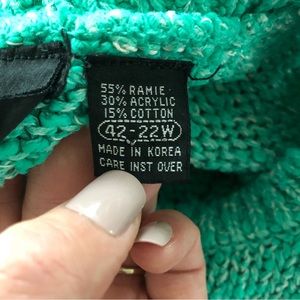 55% RAMIE
30% ACRYLIC
15% COTTON
42-22W
MADE IN KOREA
CARE INST OVER